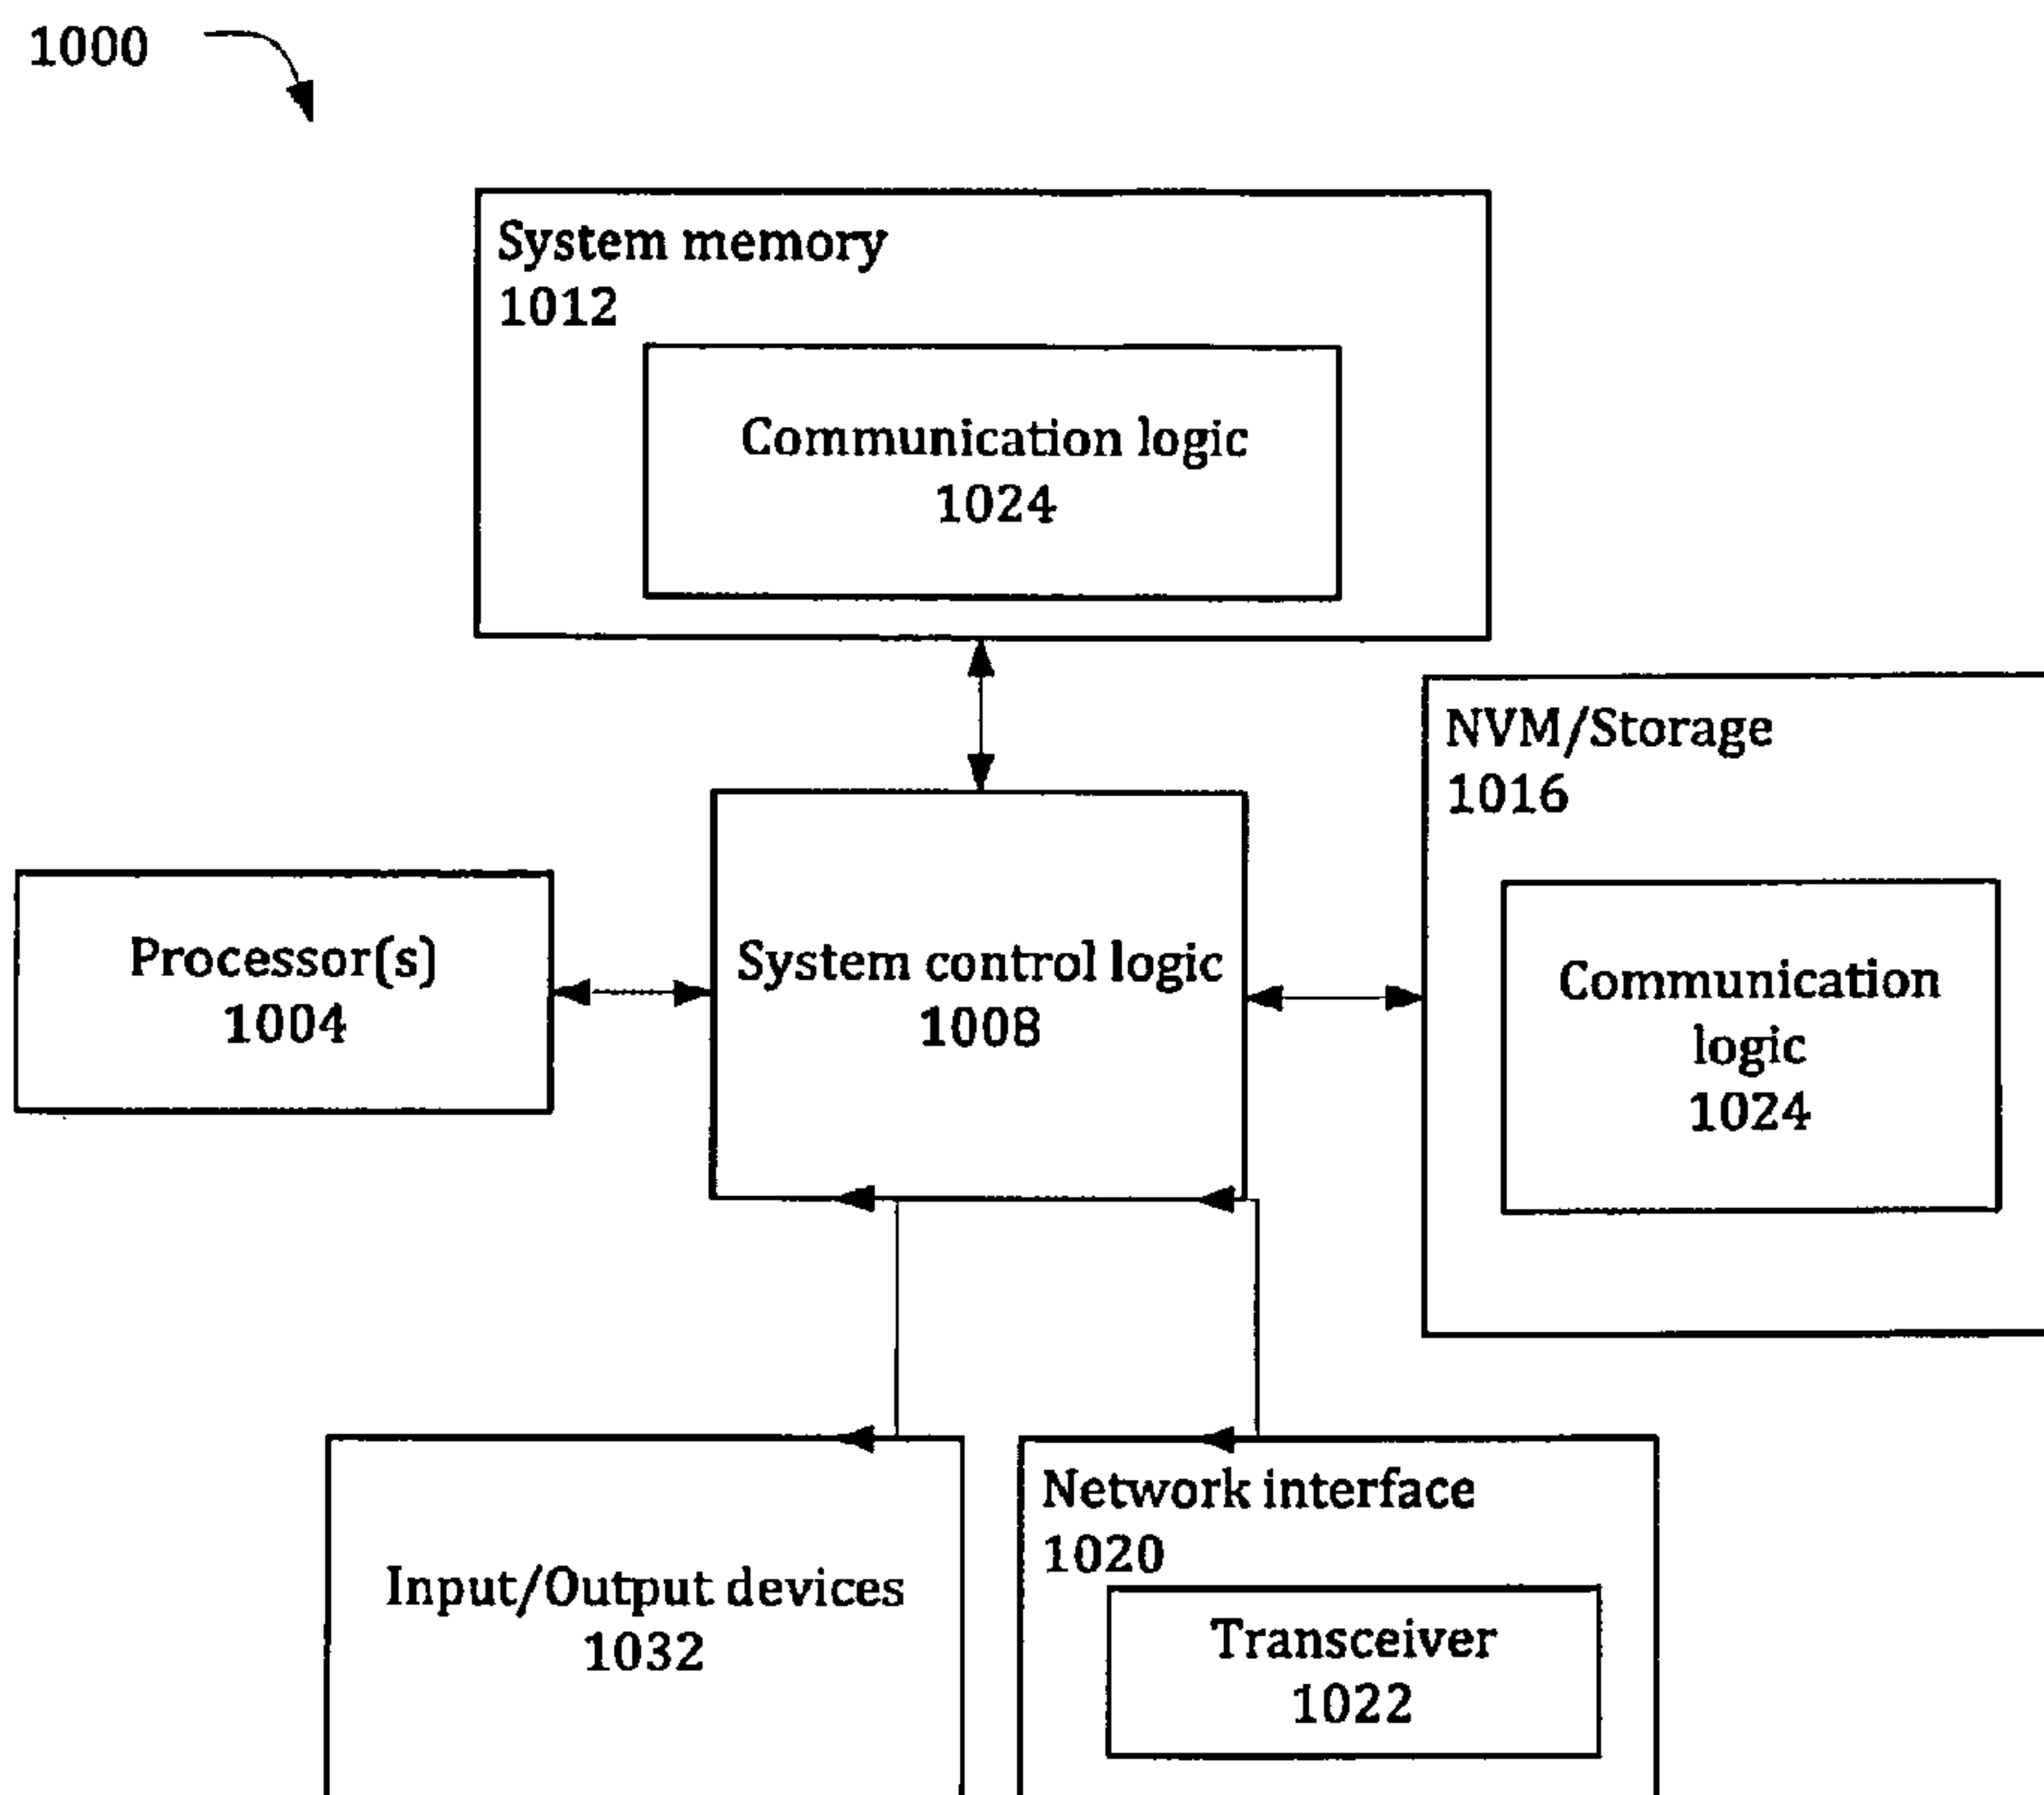 1000
System memory
1012
Communication logic
1024
NVM/Storage
1016
Processor(s)
1004
System control logic
1008
Communication
logic
1024
Input/Output devices
1032
Network interface
1020
Transceiver
1022